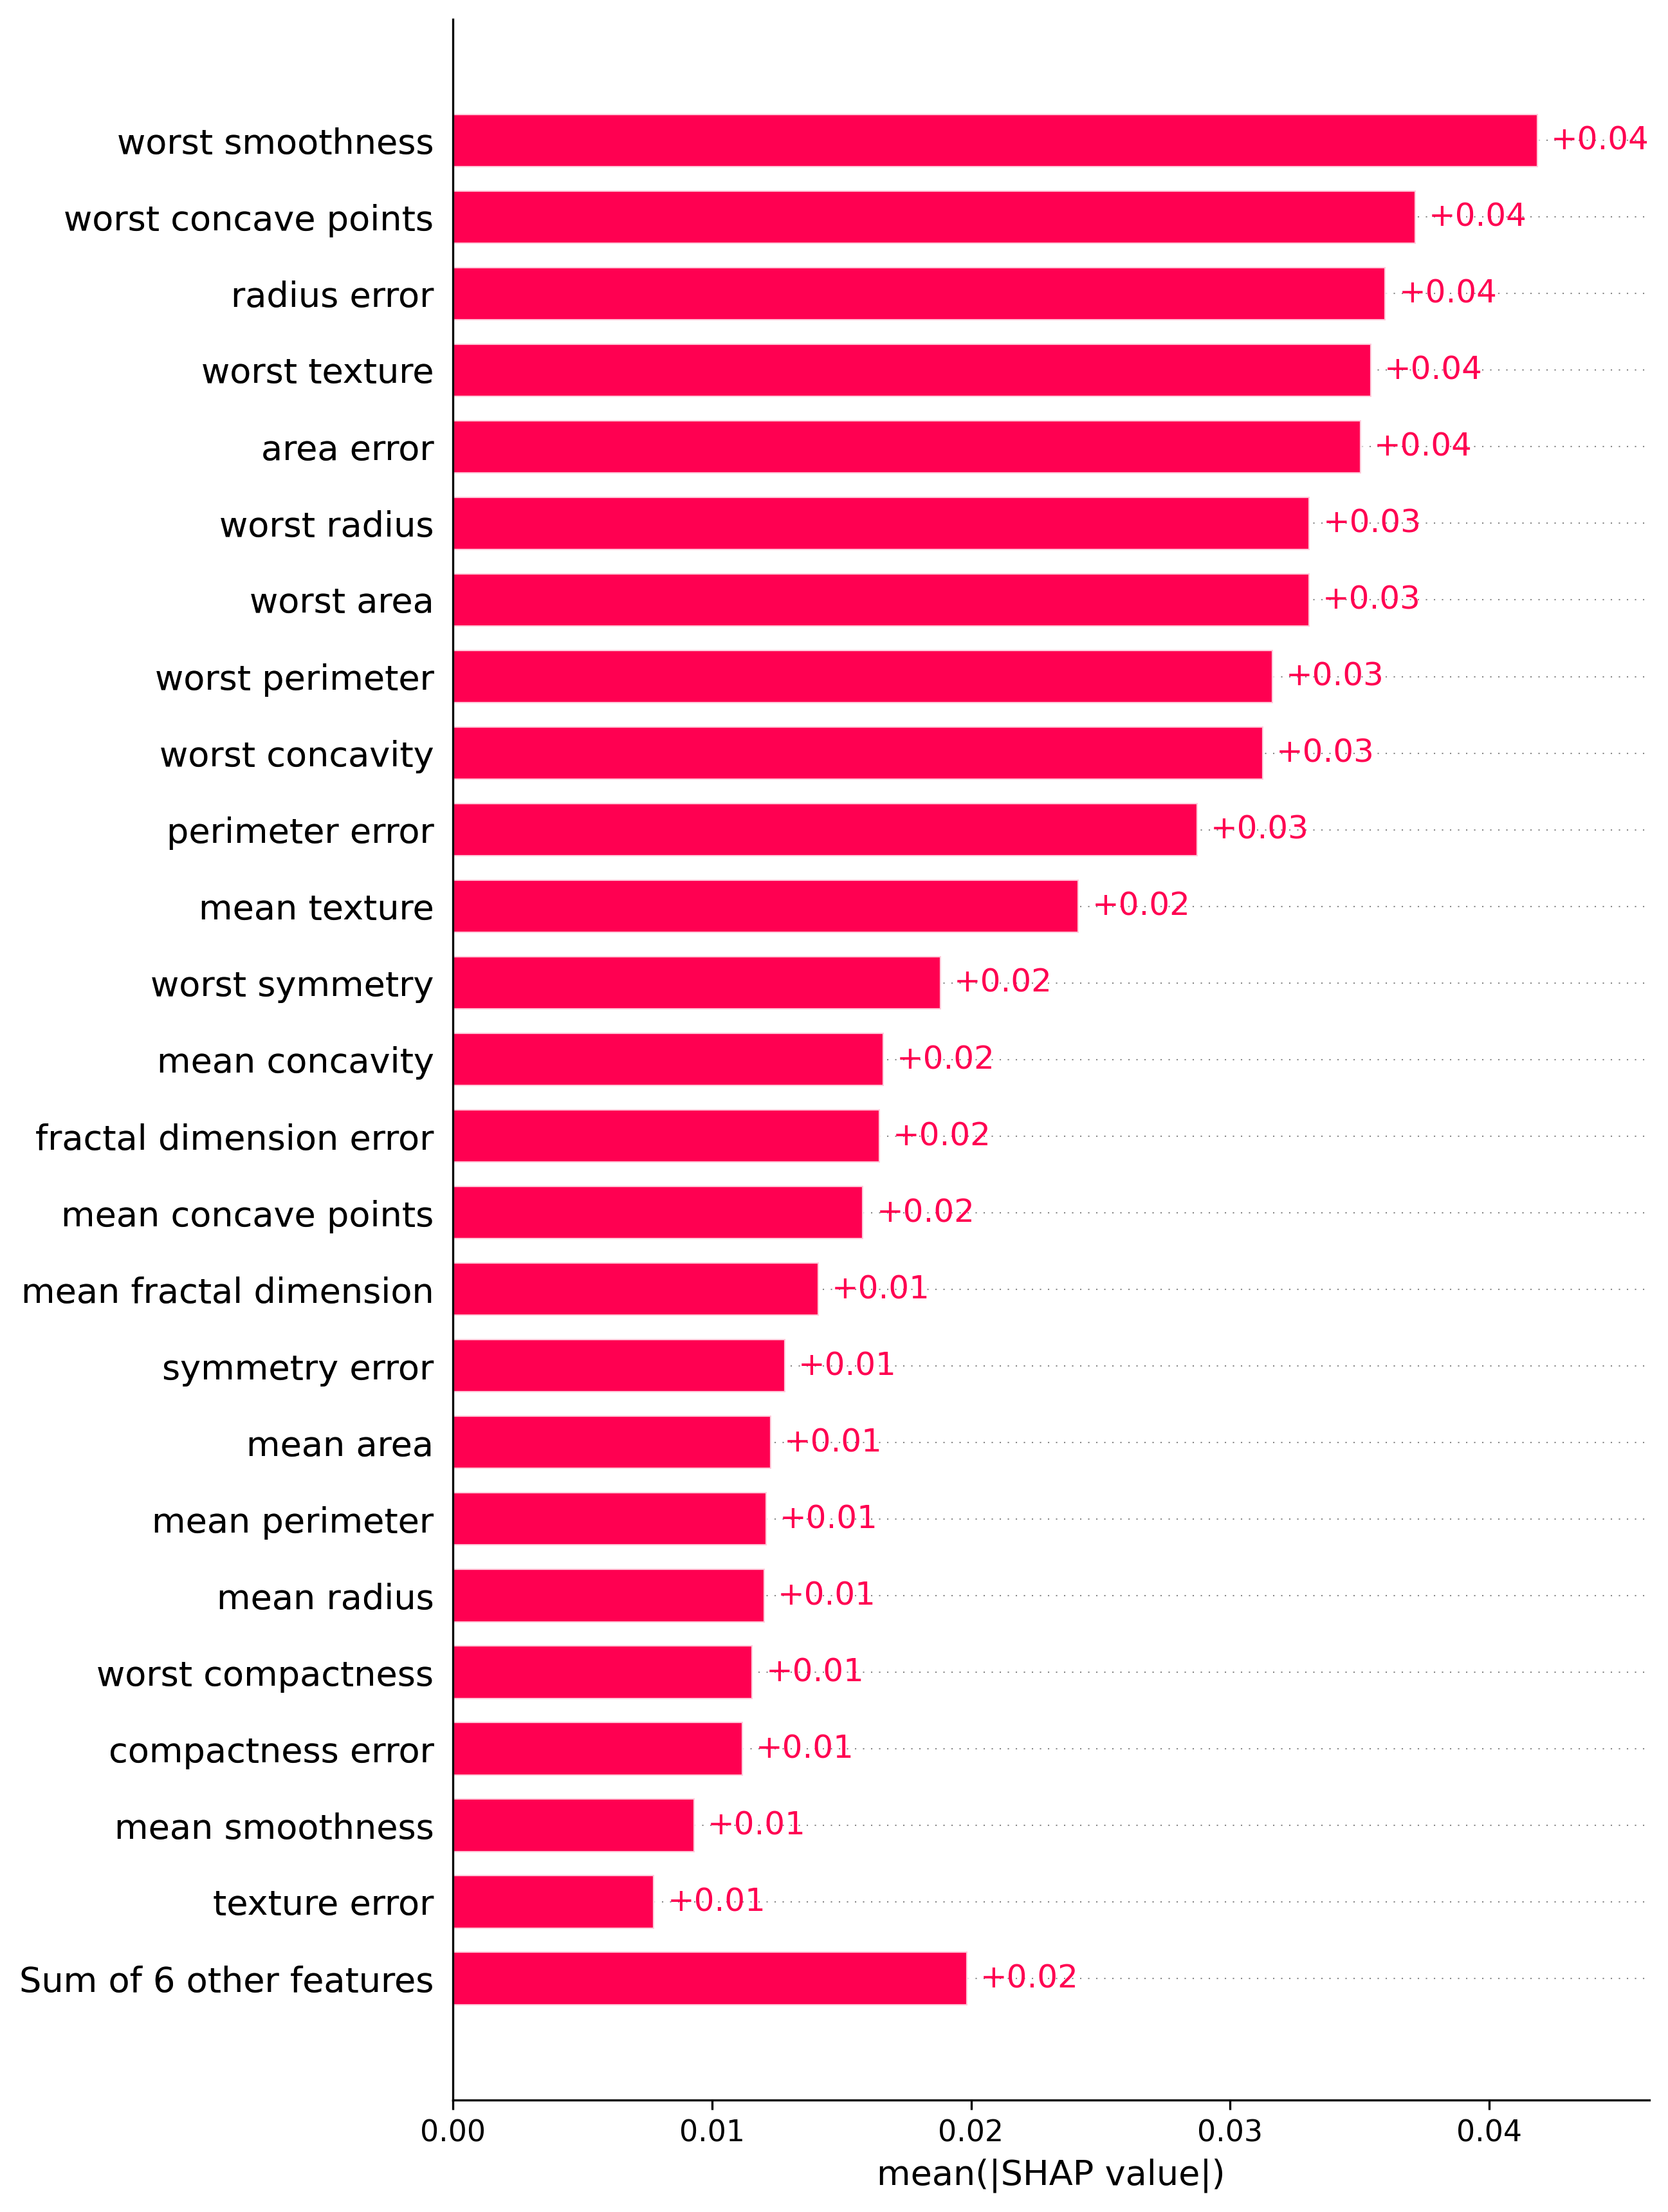 worst smoothness +0.04
worst concave points +0.04
radius error +0.04
worst texture +0.04
area error +0.04
worst radius +0.03
worst area +0.03
worst perimeter +0.03
worst concavity +0.03
perimeter error +0.03
mean texture +0.02
worst symmetry +0.02
mean concavity +0.02
fractal dimension error +0.02
mean concave points +0.02
mean fractal dimension +0.01
symmetry error +0.01
mean area +0.01
mean perimeter +0.01
mean radius +0.01
worst compactness +0.01
compactness error +0.01
mean smoothness +0.01
texture error +0.01
Sum of 6 other features +0.02
0.00 0.01 0.02 0.03 0.04
mean(|SHAP value|)